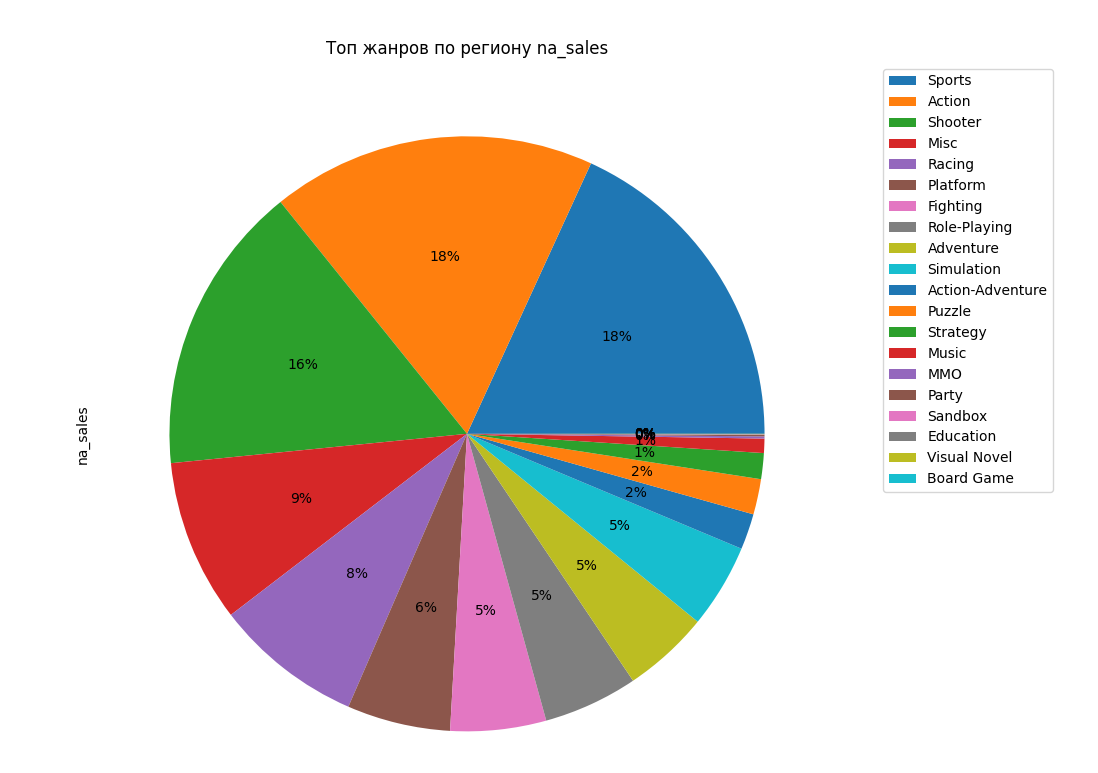 Топ жанров по региону na_sales
na_sales
18%
18%
16%
9%
8%
6%
5%
5%
5%
5%
2%
2%
1%
1%
0%
Sports
Action
Shooter
Misc
Racing
Platform
Fighting
Role-Playing
Adventure
Simulation
Action-Adventure
Puzzle
Strategy
Music
MMO
Party
Sandbox
Education
Visual Novel
Board Game